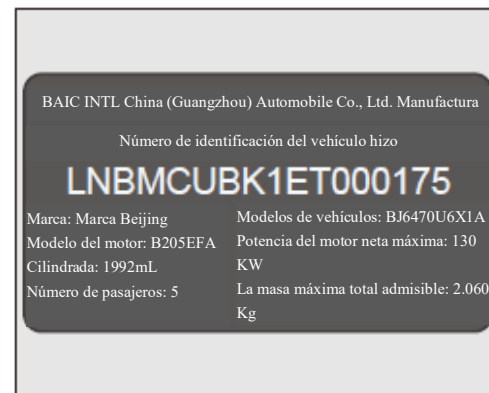 BAIC INTL China (Guangzhou) Automobile Co., Ltd. Manufactura
Número de identificación del vehículo hizo
LNBMCUBK1ET000175
Marca: Marca Beijing
Modelo del motor: B205EFA
Cilindrada: 1992mL
Número de pasajeros: 5
Modelos de vehículos: BJ6470U6X1A
Potencia del motor neta máxima: 130
KW
La masa máxima total admisible: 2.060
Kg